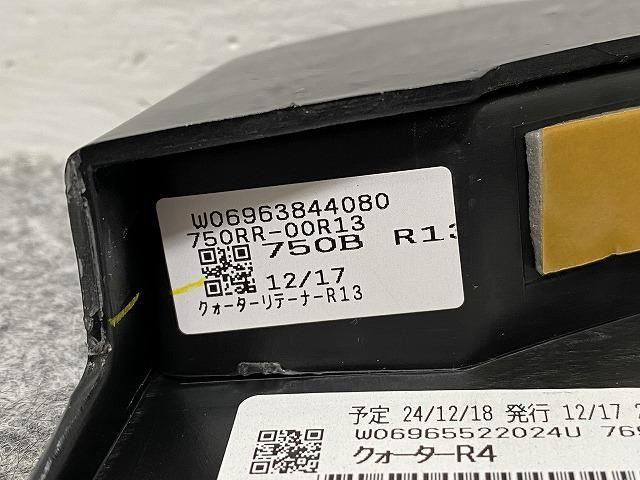 W06963844080
750RR-00R13
750B R13
12/17
クォーターリテーナーR13
予定 24/12/18 発行 12/17
W06965522024U 769
クォーターR4